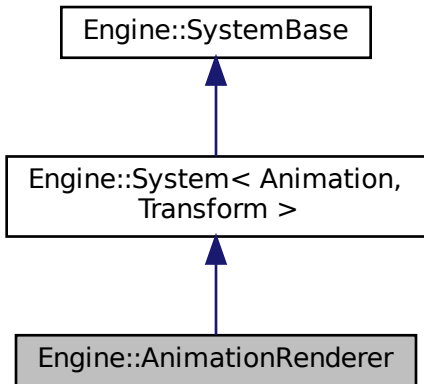 Engine::SystemBase
Engine::System< Animation,
Transform >
Engine::AnimationRenderer